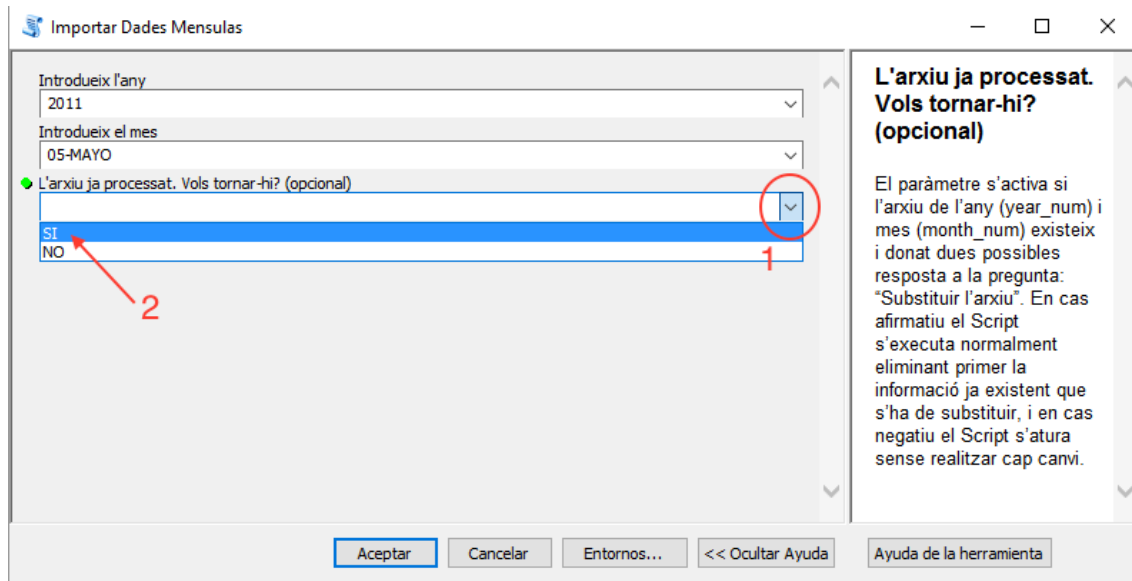 Importar Dades Mensulas
Introdueix l'any
2011
Introdueix el mes
05-MAYO
L'arxiu ja processat. Vols tornar-hi? (opcional)
SI
NO
1
2
L'arxiu ja processat.
Vols tornar-hi?
(opcional)
El paràmetre s’activa si
l’arxiu de l’any (year_num) i
mes (month_num) existeix
i donat dues possibles
resposta a la pregunta:
“Substituir l’arxiu”. En cas
afirmatiu el Script
s’executa normalment
eliminant primer la
informació ja existent que
s’ha de substituir, i en cas
negatiu el Script s’atura
sense realitzar cap canvi.
Aceptar
Cancelar
Entornos...
<< Ocultar Ayuda
Ayuda de la herramienta